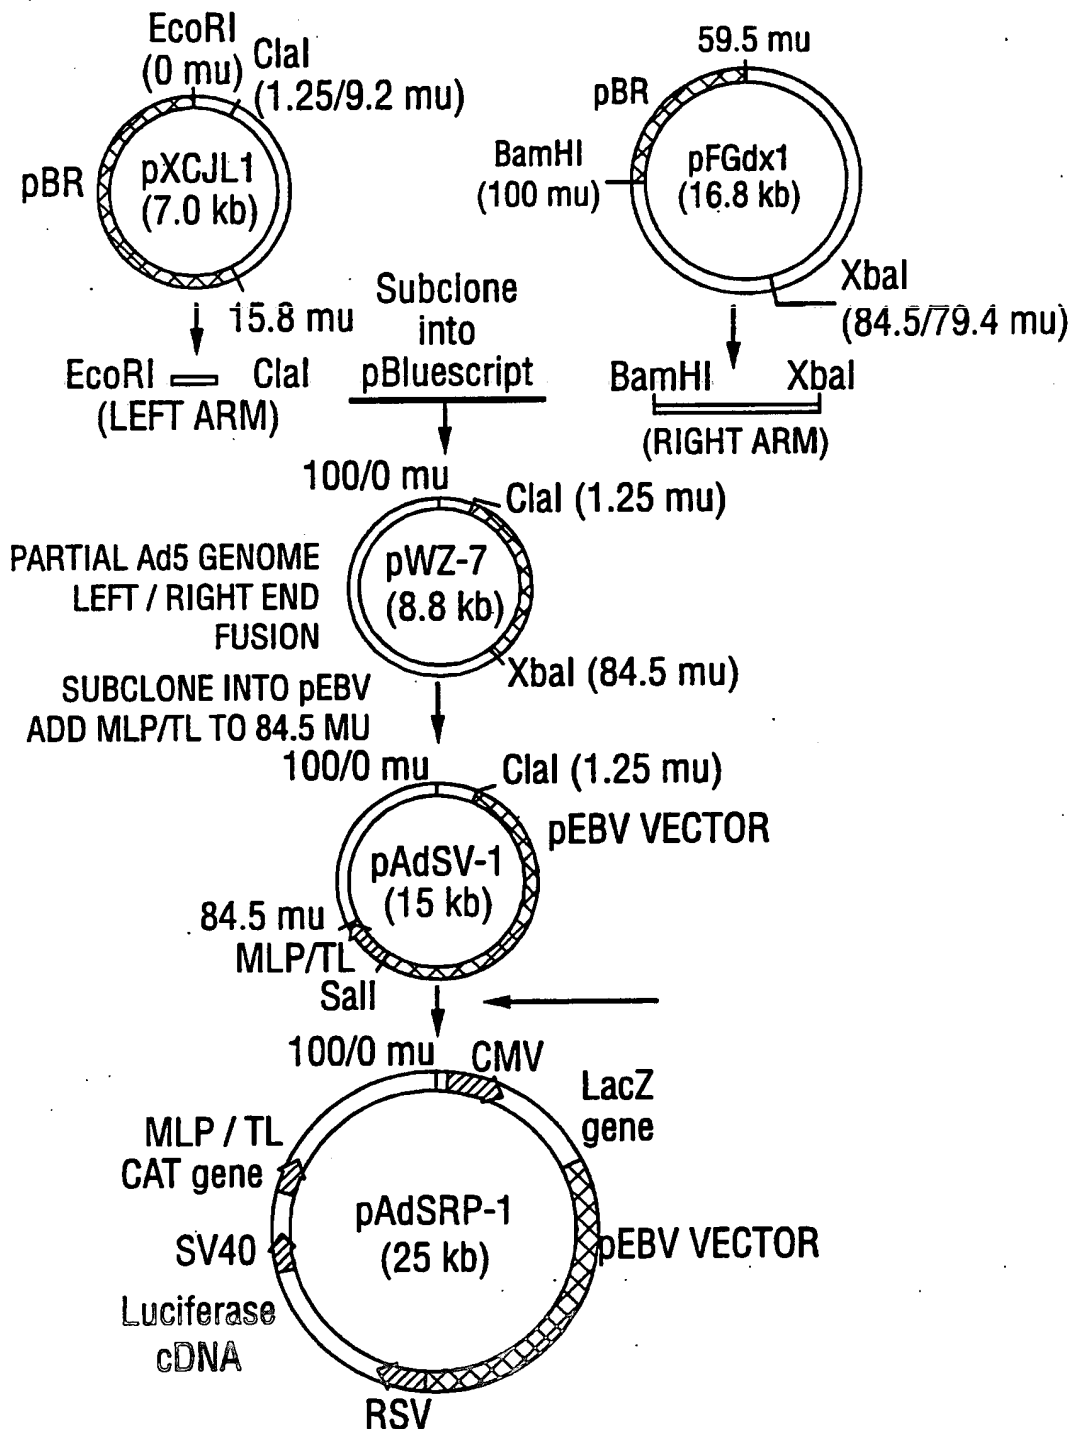 EcoRI
(0 mu)
ClaI
(1.25/9.2 mu)
pBR
pXCJL1
(7.0 kb)
15.8 mu
EcoRI
ClaI
(LEFT ARM)
59.5 mu
pBR
BamHI
(100 mu)
pFGdx1
(16.8 kb)
XbaI
(84.5/79.4 mu)
BamHI
XbaI
(RIGHT ARM)
Subclone
into
pBluescript
100/0 mu
ClaI (1.25 mu)
pWZ-7
(8.8 kb)
PARTIAL Ad5 GENOME
LEFT / RIGHT END
FUSION
XbaI (84.5 mu)
SUBCLONE INTO pEBV
ADD MLP/TL TO 84.5 MU
100/0 mu
ClaI (1.25 mu)
pEBV VECTOR
pAdSV-1
(15 kb)
84.5 mu
MLP/TL
SalI
100/0 mu
CMV
LacZ
gene
MLP / TL
CAT gene
pAdSRP-1
(25 kb)
SV40
pEBV VECTOR
Luciferase
cDNA
RSV